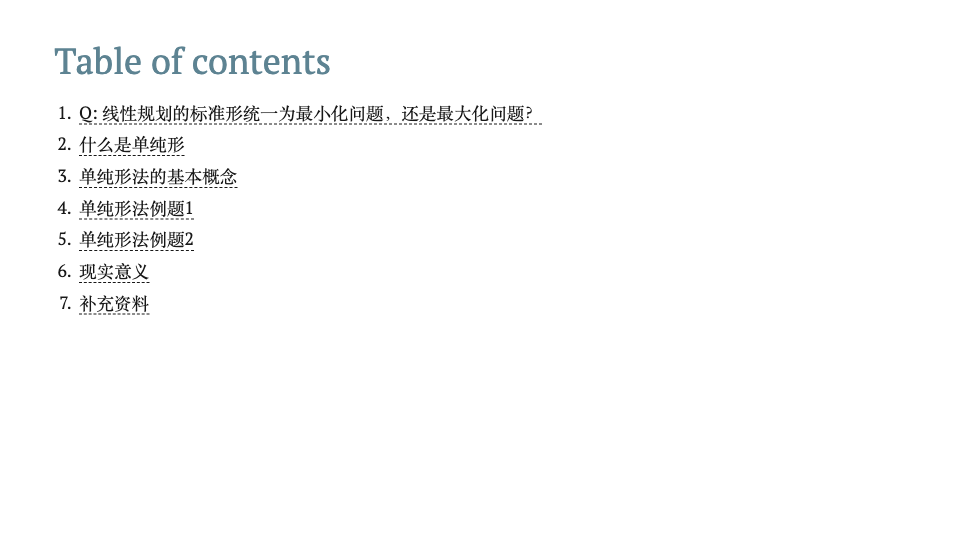 Table of contents
1. Q: 线性规划的标准形统一为最小化问题，还是最大化问题？
2. 什么是单纯形
3. 单纯形法的基本概念
4. 单纯形法例题1
5. 单纯形法例题2
6. 现实意义
7. 补充资料